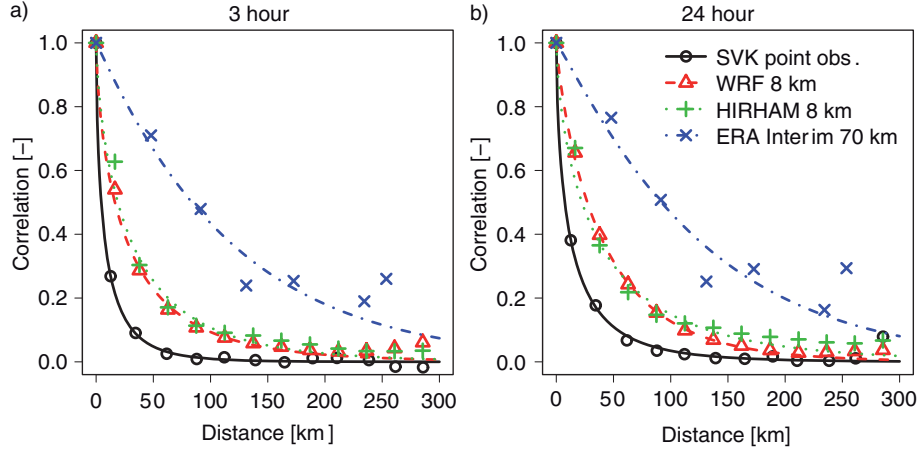 a)
3 hour
Correlation [–]
1.0
0.8
0.6
0.4
0.2
0.0
0 50 100 150 200 250 300
Distance [km]
b)
24 hour
SVK point obs.
WRF 8 km
HIRHAM 8 km
ERA Interim 70 km
Correlation [–]
1.0
0.8
0.6
0.4
0.2
0.0
0 50 100 150 200 250 300
Distance [km]